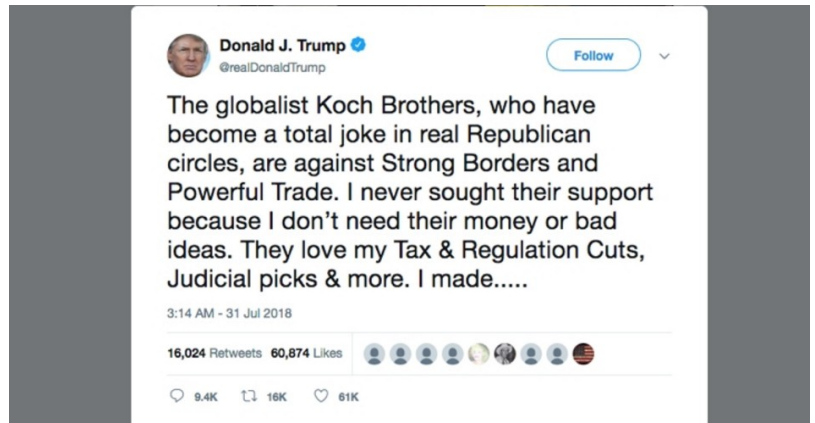 Donald J. Trump
@realDonaldTrump
Follow
The globalist Koch Brothers, who have
become a total joke in real Republican
circles, are against Strong Borders and
Powerful Trade. I never sought their support
because I don’t need their money or bad
ideas. They love my Tax & Regulation Cuts,
Judicial picks & more. I made.....
3:14 AM - 31 Jul 2018
16,024 Retweets 60,874 Likes
9.4K 16K 61K